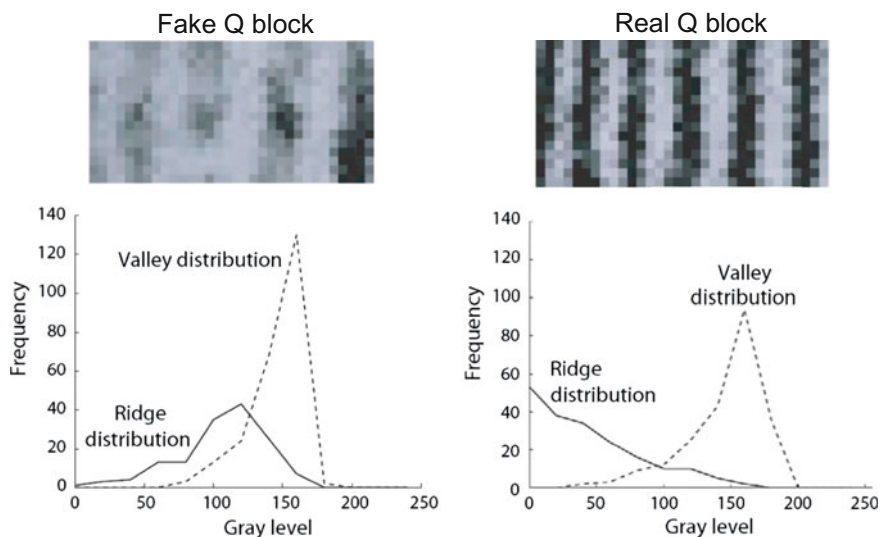 Fake Q block
Real Q block
140
120
100
80
60
40
20
0
Frequency
Valley distribution
Ridge
distribution
0
50
100
150
200
250
Gray level
140
120
100
80
60
40
20
0
Frequency
Valley
distribution
Ridge
distribution
0
50
100
150
200
250
Gray level